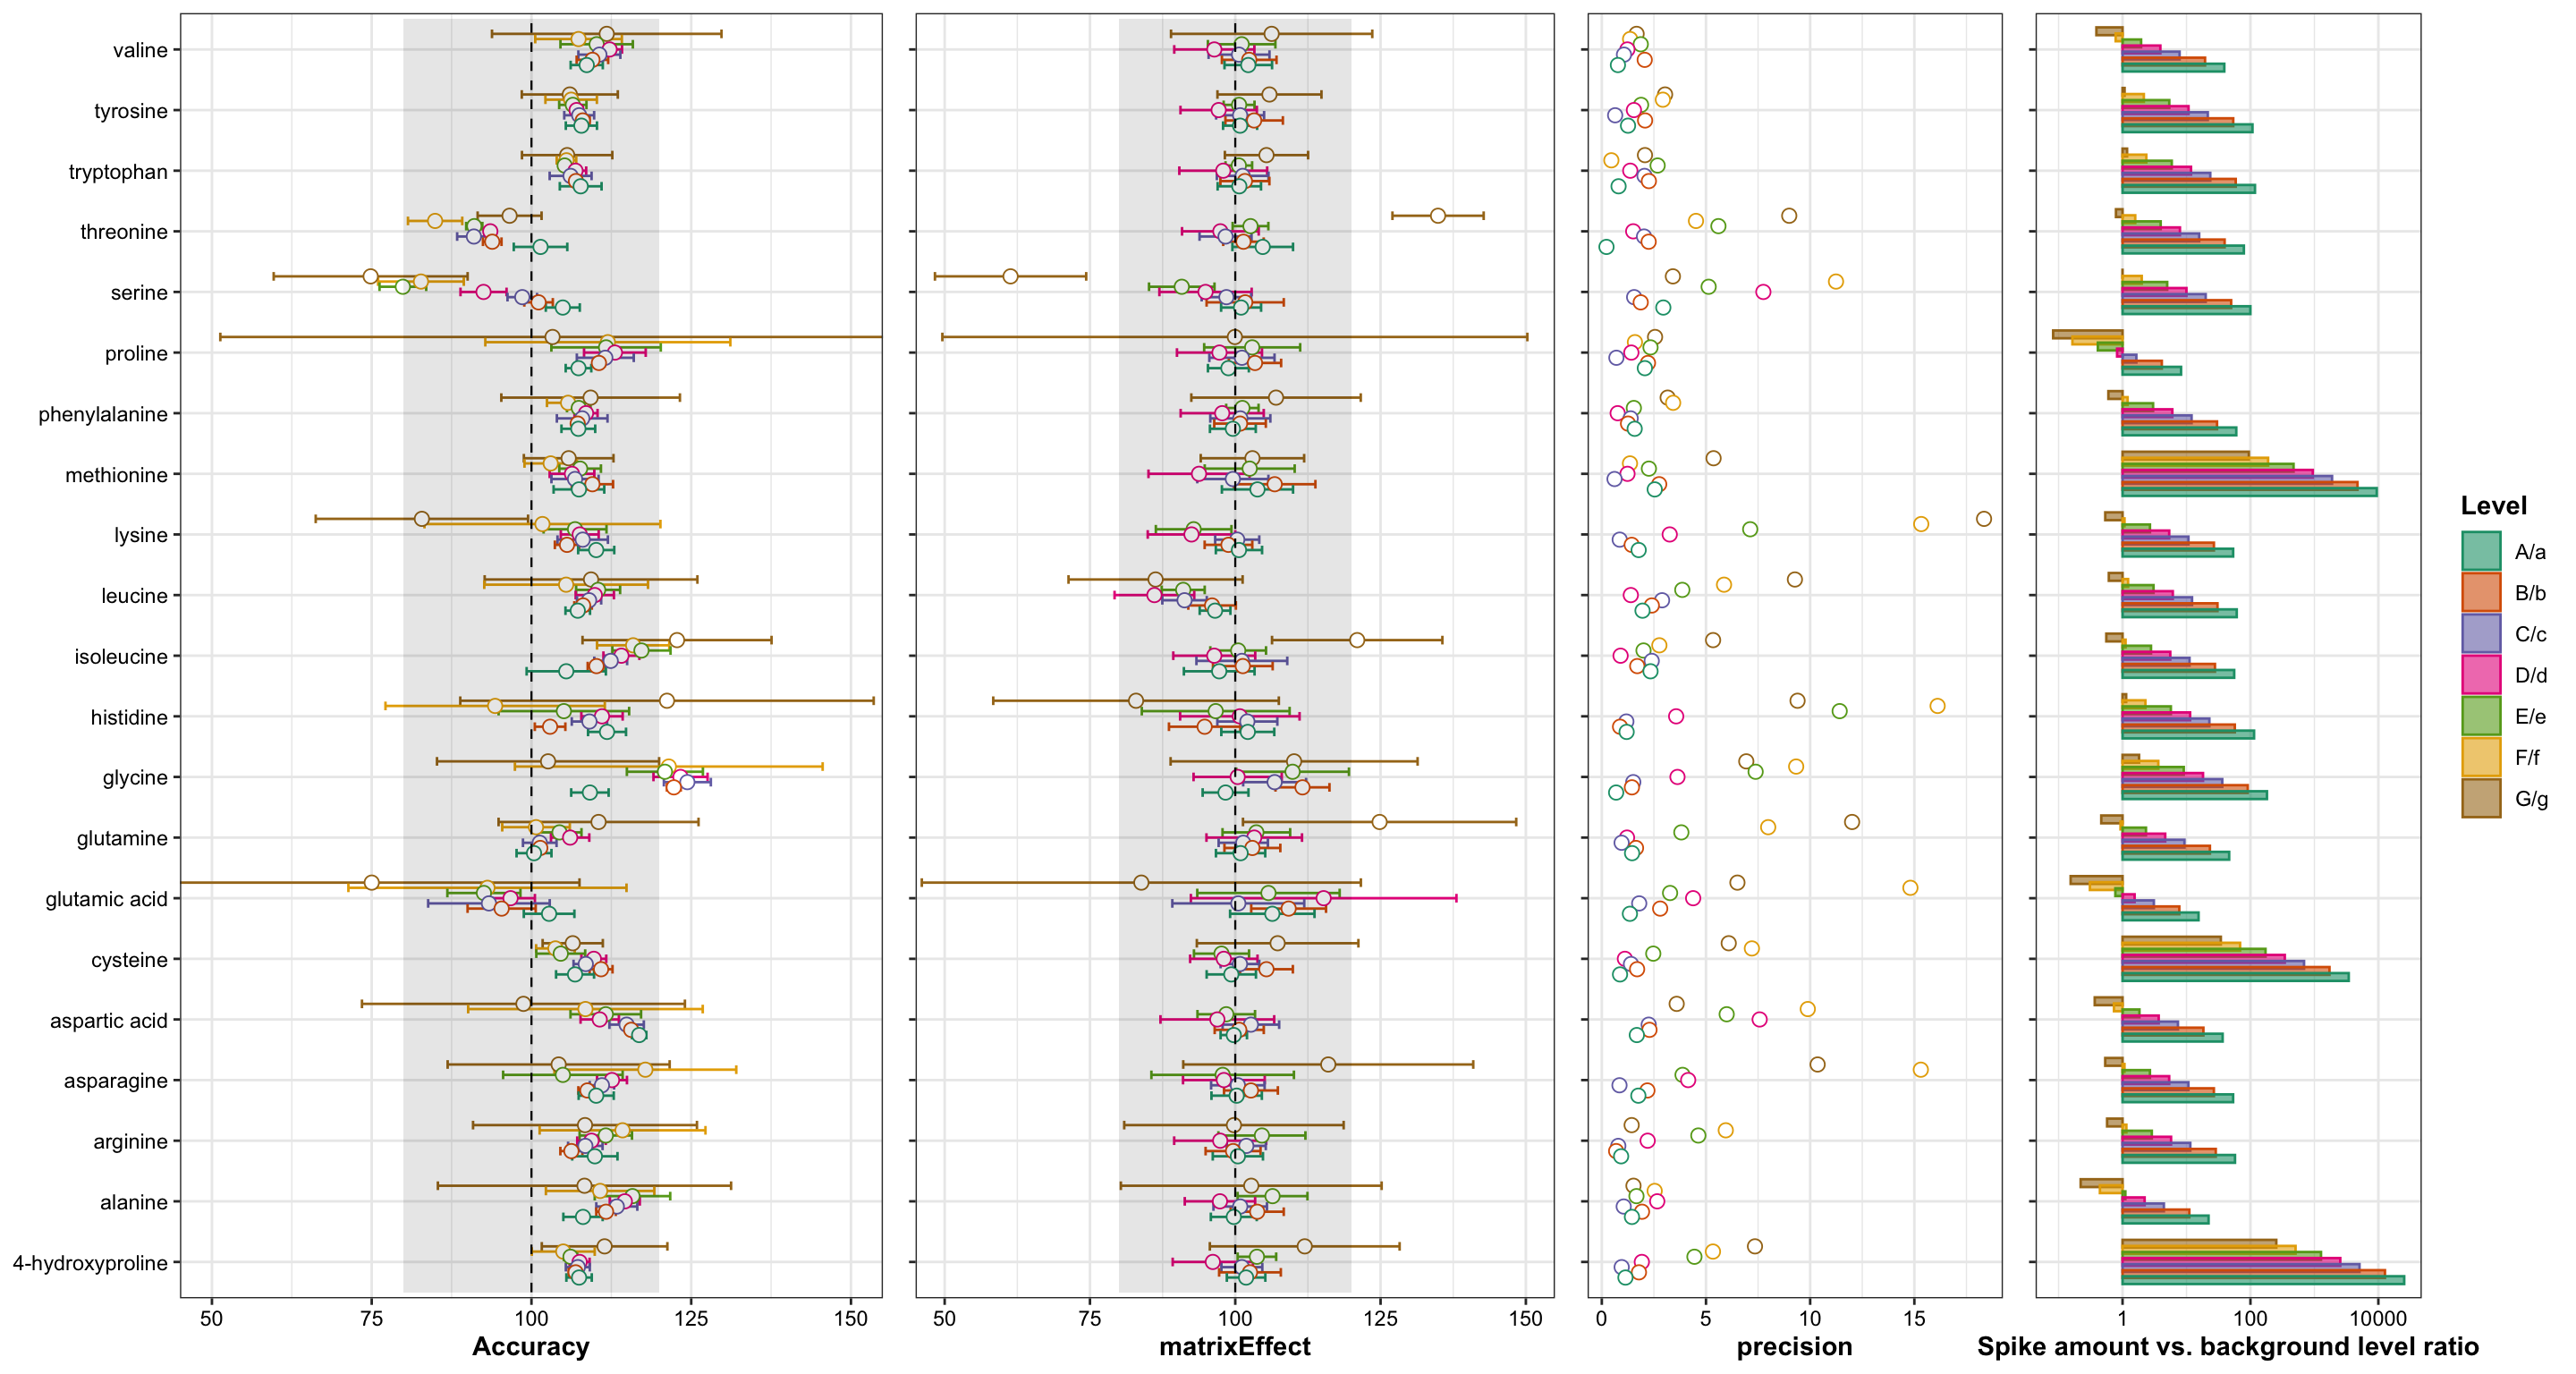 valine
tyrosine
tryptophan
threonine
serine
proline
phenylalanine
methionine
lysine
leucine
isoleucine
histidine
glycine
glutamine
glutamic acid
cysteine
aspartic acid
asparagine
arginine
alanine
4-hydroxyproline
50 75 100 125 150
Accuracy
50 75 100 125 150
matrixEffect
0 5 10 15
precision
1 100 10000
Spike amount vs. background level ratio
Level
A/a
B/b
C/c
D/d
E/e
F/f
G/g